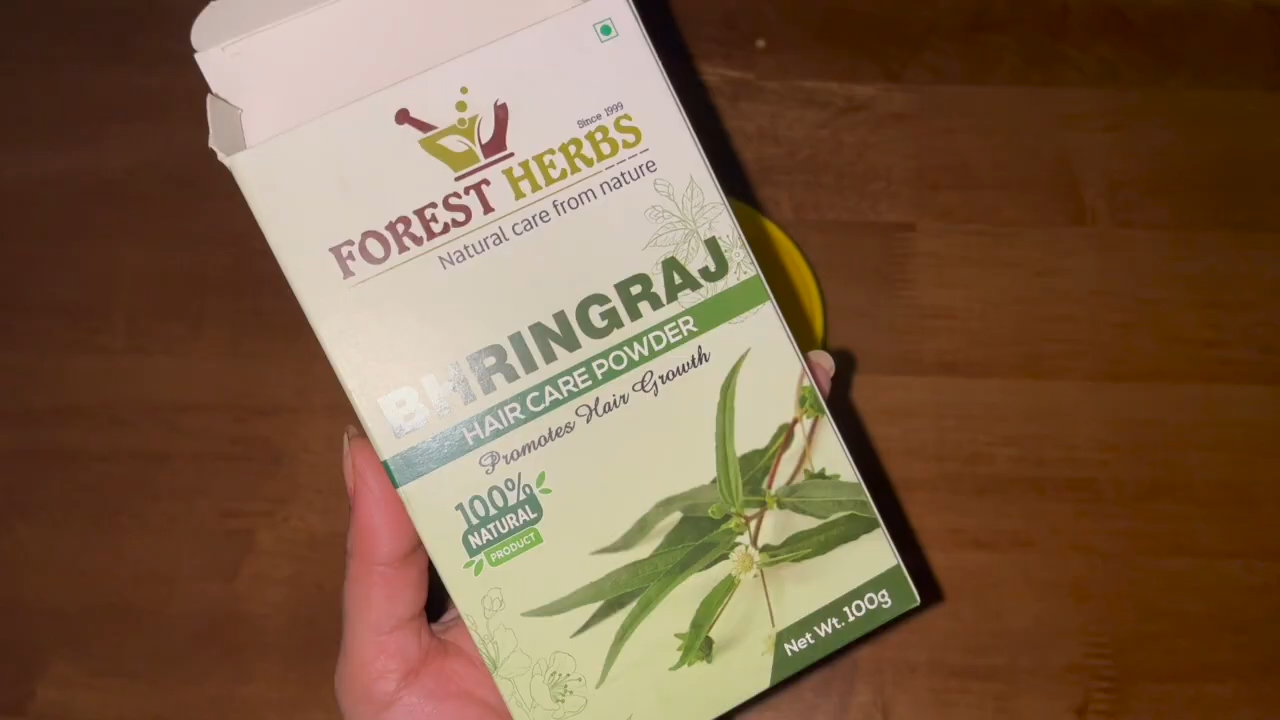 Since 1999
FOREST HERBS
Natural care from nature
BHRINGRAJ
HAIR CARE POWDER
Promotes Hair Growth
100%
NATURAL
PRODUCT
Net Wt. 100g